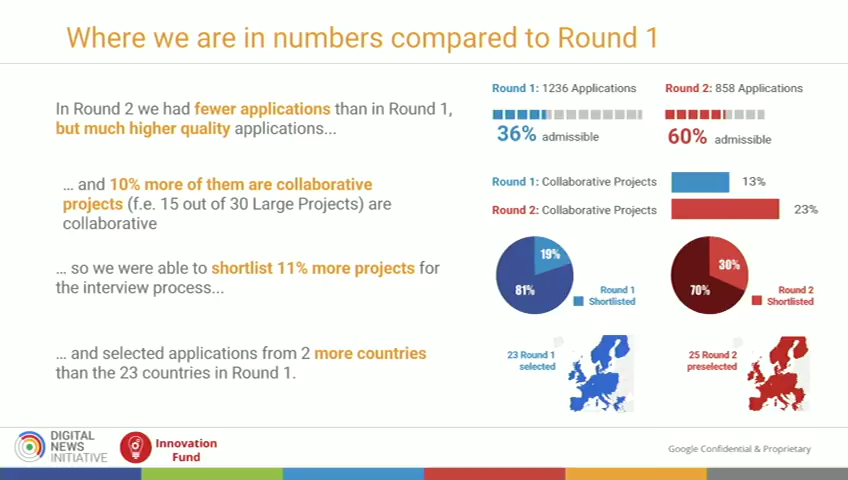 Where we are in numbers compared to Round 1
In Round 2 we had fewer applications than in Round 1,
but much higher quality applications...
... and 10% more of them are collaborative
projects (f.e. 15 out of 30 Large Projects) are
collaborative
... so we were able to shortlist 11% more projects for
the interview process...
... and selected applications from 2 more countries
than the 23 countries in Round 1.
Round 1: 1236 Applications
36% admissible
Round 2: 858 Applications
60% admissible
Round 1: Collaborative Projects 13%
Round 2: Collaborative Projects 23%
19%
81%
Round 1
Shortlisted
30%
70%
Round 2
Shortlisted
23 Round 1
selected
25 Round 2
preselected
DIGITAL
NEWS
INITIATIVE
Innovation
Fund
Google Confidential & Proprietary